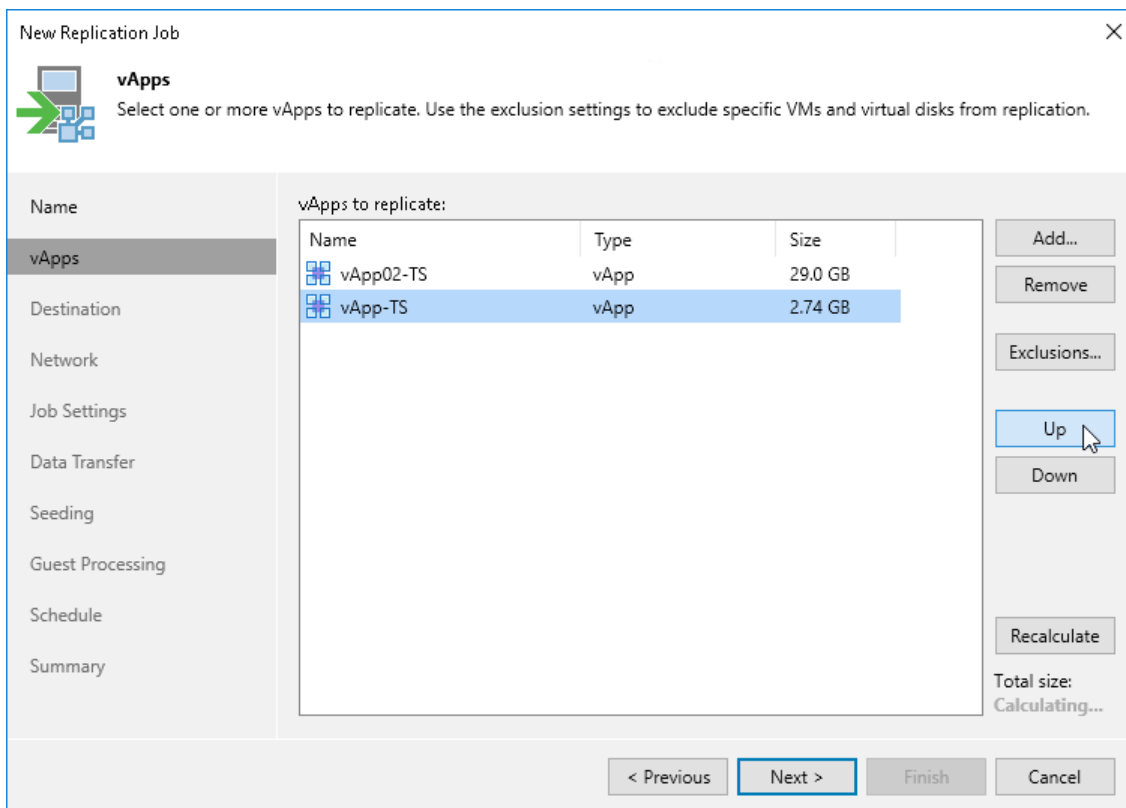 New Replication Job
vApps
Select one or more vApps to replicate. Use the exclusion settings to exclude specific VMs and virtual disks from replication.
Name
vApps
Destination
Network
Job Settings
Data Transfer
Seeding
Guest Processing
Schedule
Summary
vApps to replicate:
Name Type Size
vApp02-TS vApp 29.0 GB
vApp-TS vApp 2.74 GB
Add...
Remove
Exclusions...
Up
Down
Recalculate
Total size:
Calculating...
< Previous Next > Finish Cancel